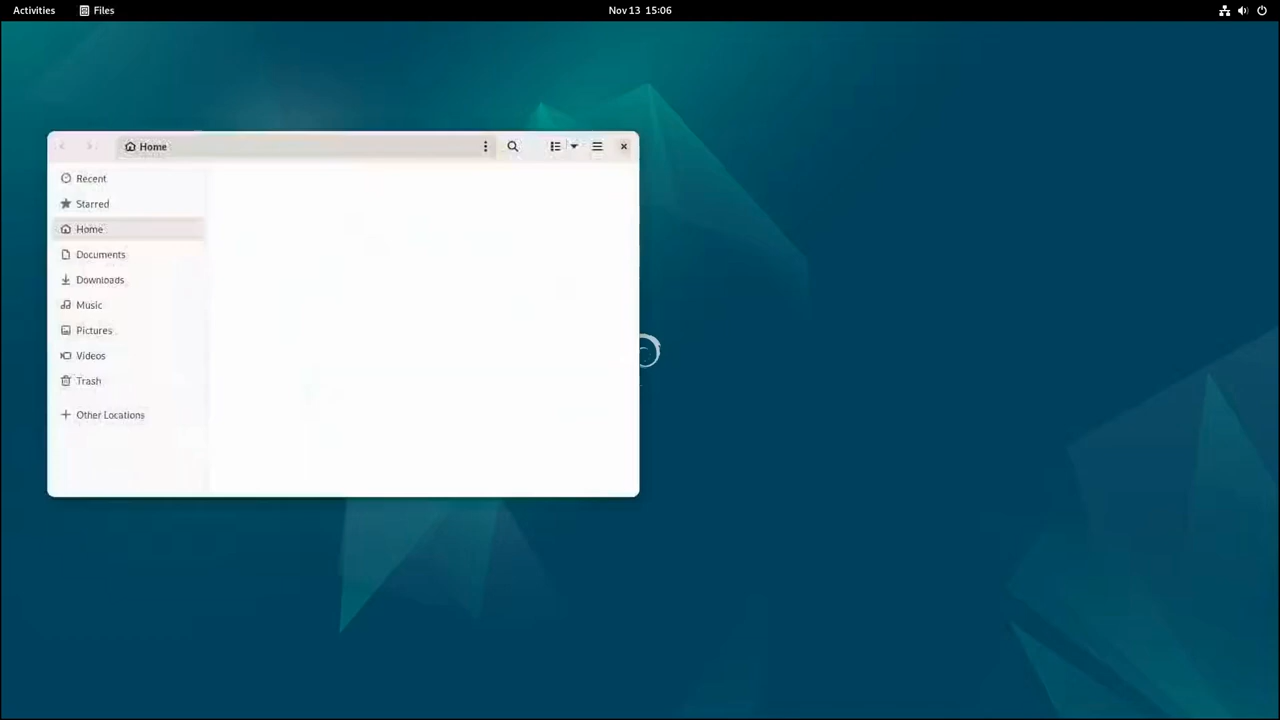 Activities Files Nov 13 15:06
Home
Recent
Starred
Home
Documents
Downloads
Music
Pictures
Videos
Trash
Other Locations